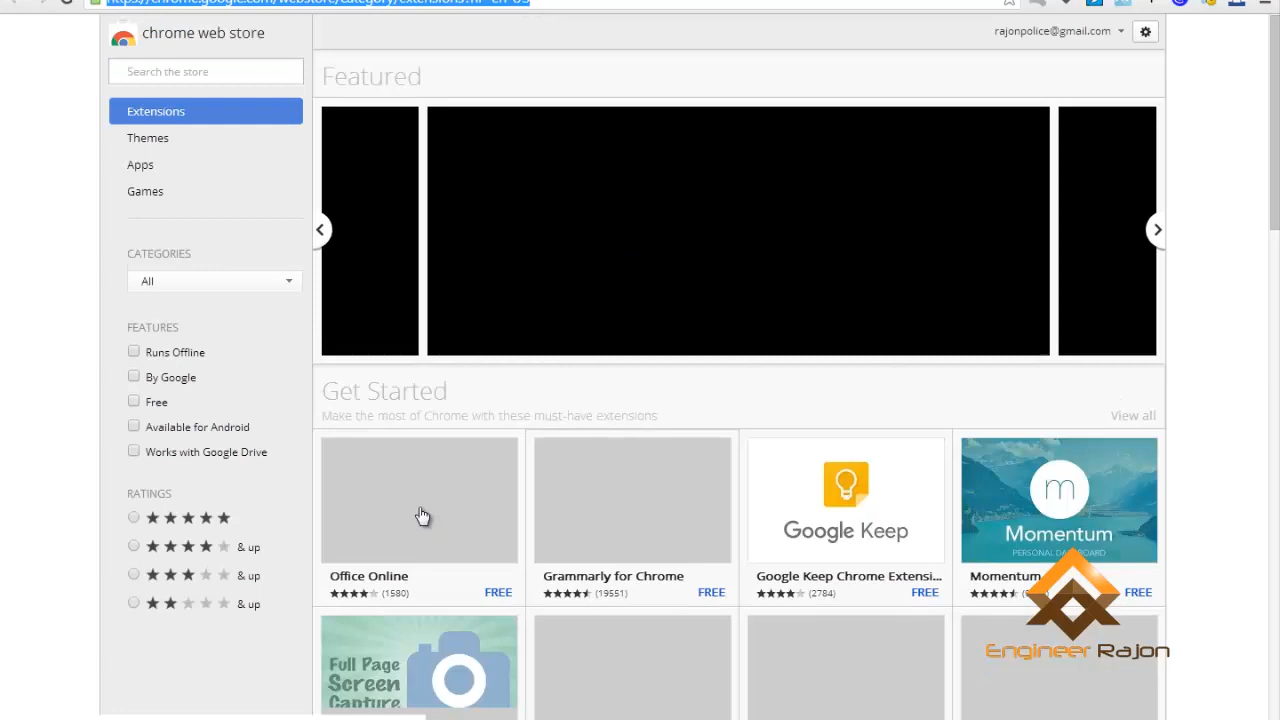 chrome web store
rajonpolice@gmail.com
Search the store
Featured
Extensions
Themes
Apps
Games
CATEGORIES
All
FEATURES
Runs Offline
By Google
Free
Available for Android
Works with Google Drive
RATINGS
& up
& up
& up
Get Started
Make the most of Chrome with these must-have extensions
View all
Google Keep
m
Momentum
PERSONAL
Office Online
(1580)
FREE
Grammarly for Chrome
(19551)
FREE
Google Keep Chrome Extensi...
(2784)
FREE
Momentum
FREE
Full Page
Screen
Capture
Engineer Rajon